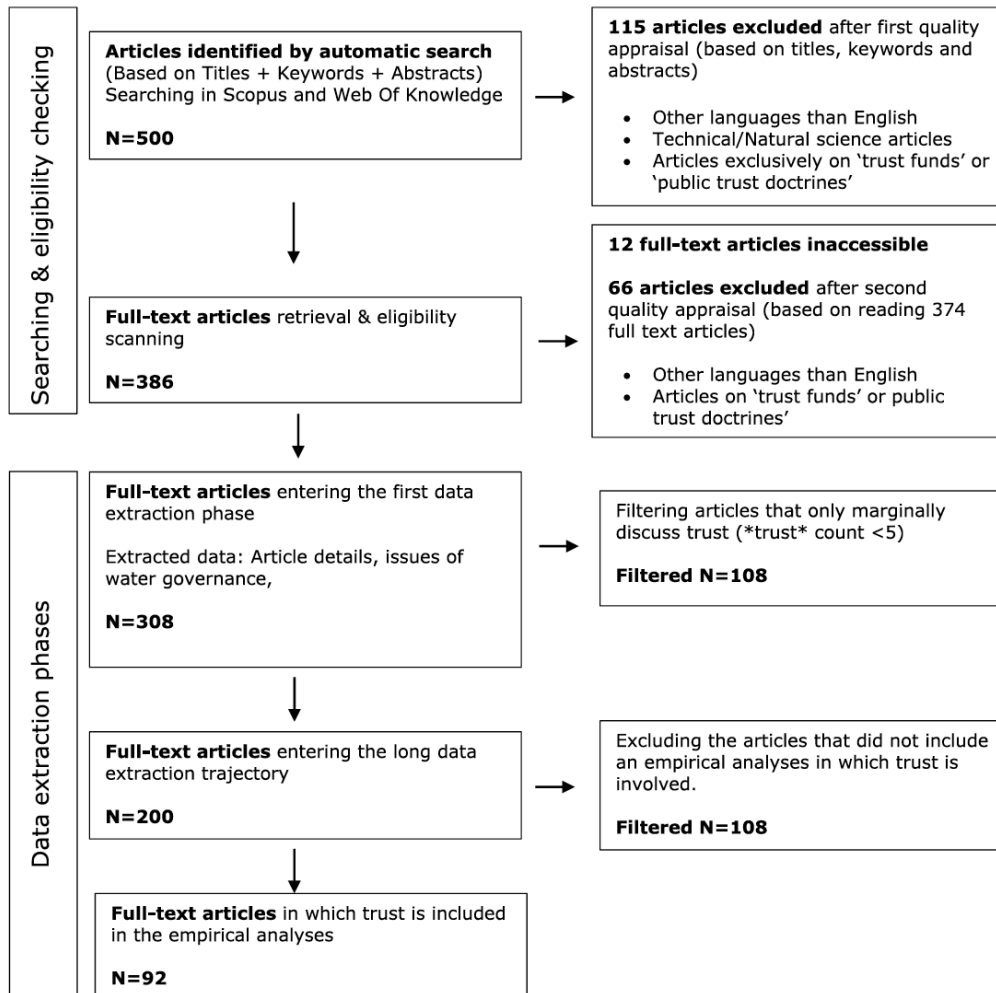 Searching & eligibility checking
Articles identified by automatic search
(Based on Titles + Keywords + Abstracts)
Searching in Scopus and Web Of Knowledge
N=500
115 articles excluded after first quality
appraisal (based on titles, keywords and
abstracts)
• Other languages than English
• Technical/Natural science articles
• Articles exclusively on ‘trust funds’ or
‘public trust doctrines’
Full-text articles retrieval & eligibility
scanning
N=386
12 full-text articles inaccessible
66 articles excluded after second
quality appraisal (based on reading 374
full text articles)
• Other languages than English
• Articles on ‘trust funds’ or public
trust doctrines’
Data extraction phases
Full-text articles entering the first data
extraction phase
Extracted data: Article details, issues of
water governance,
N=308
Filtering articles that only marginally
discuss trust (*trust* count <5)
Filtered N=108
Full-text articles entering the long data
extraction trajectory
N=200
Excluding the articles that did not include
an empirical analyses in which trust is
involved.
Filtered N=108
Full-text articles in which trust is included
in the empirical analyses
N=92